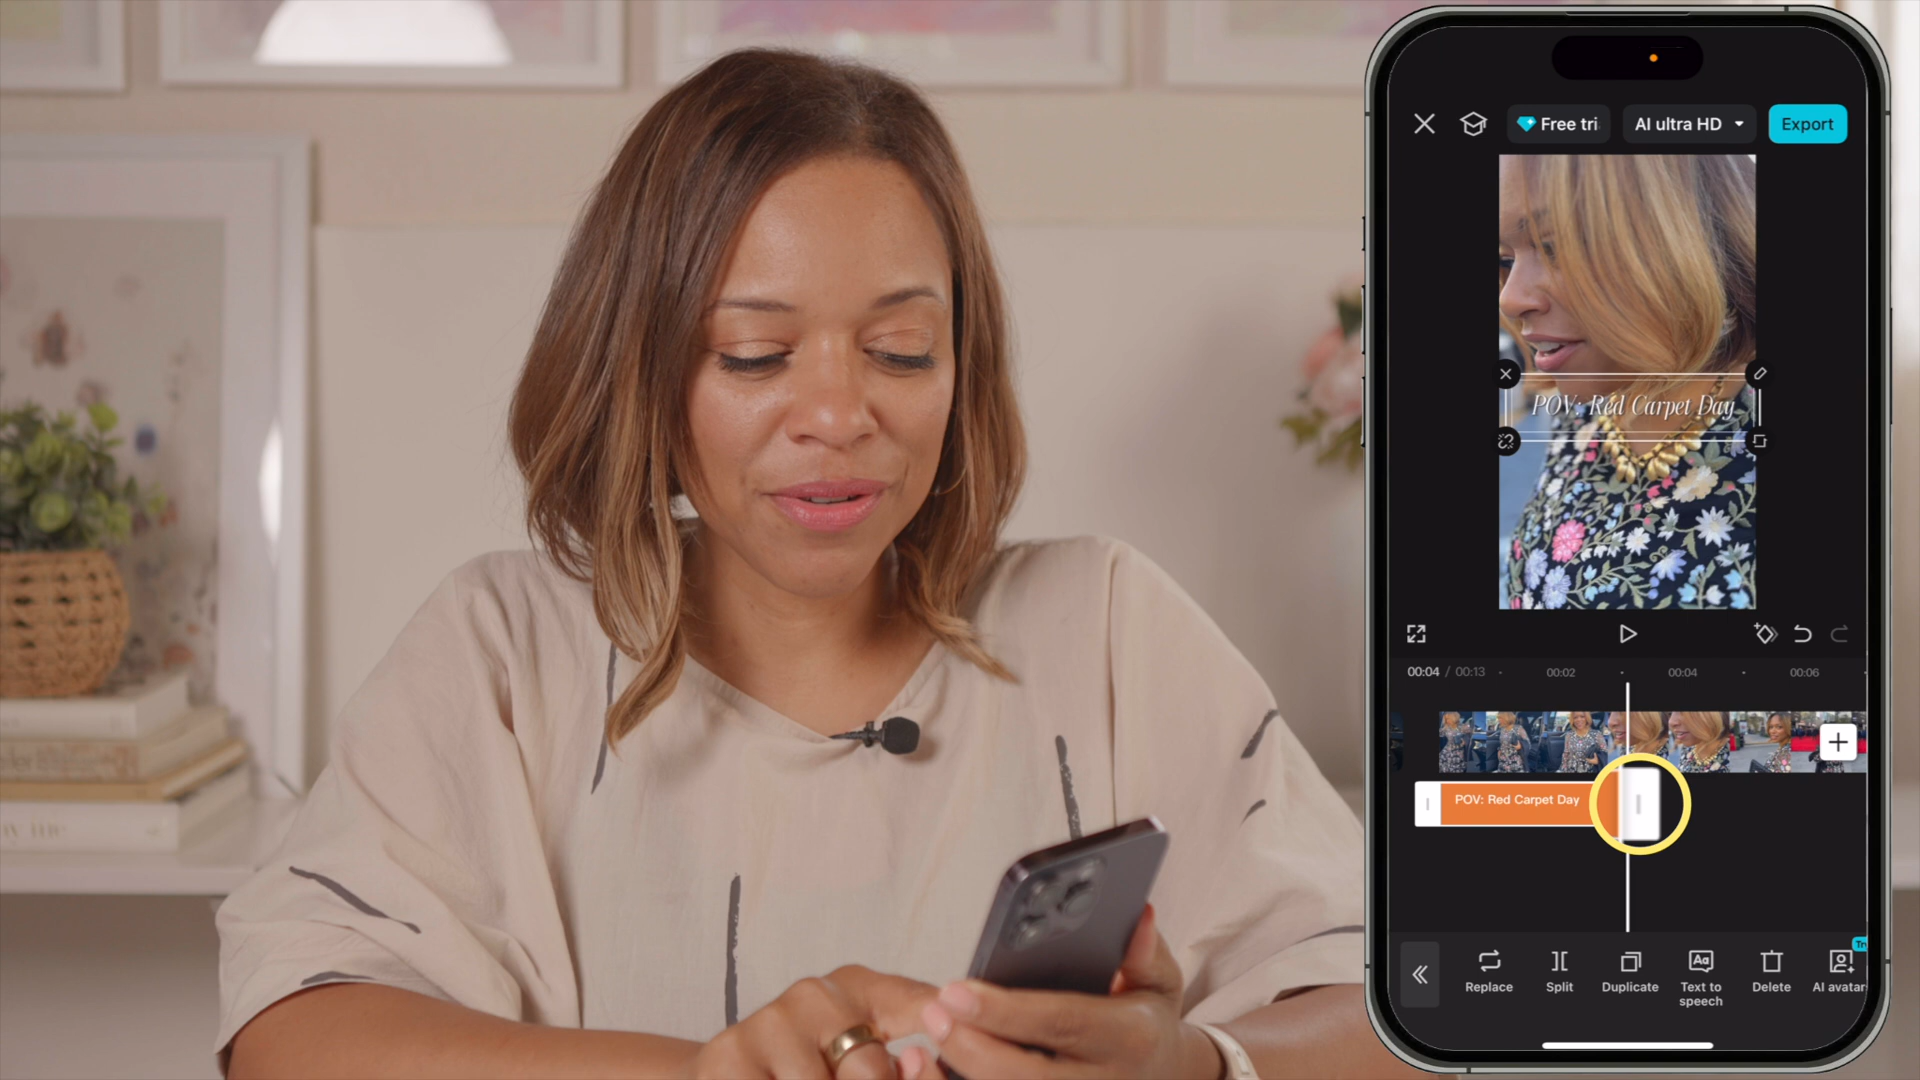 Free tri
AI ultra HD
Export
POV: Red Carpet Day
00:04 / 00:13
00:02
00:04
00:06
POV: Red Carpet Day
Replace
Split
Duplicate
Text to
speech
Delete
AI avatar